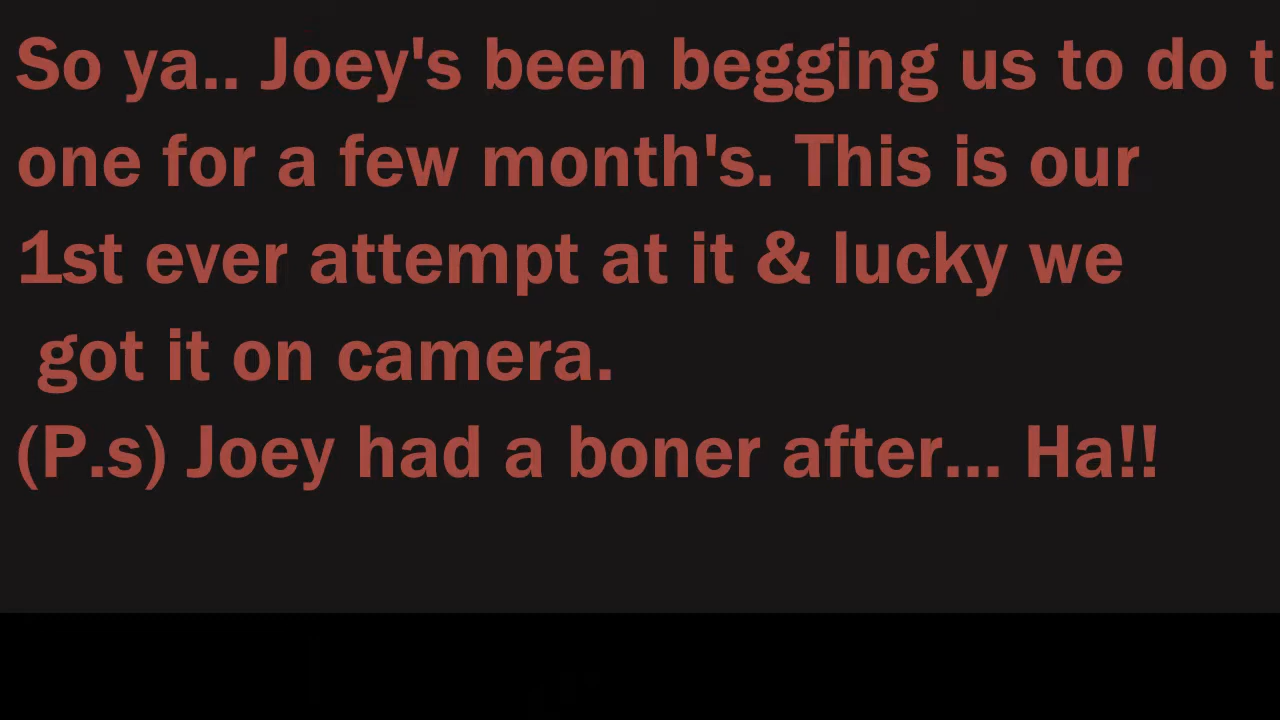 So ya.. Joey's been begging us to do t
one for a few month's. This is our
1st ever attempt at it & lucky we
got it on camera.
(P.s) Joey had a boner after... Ha!!